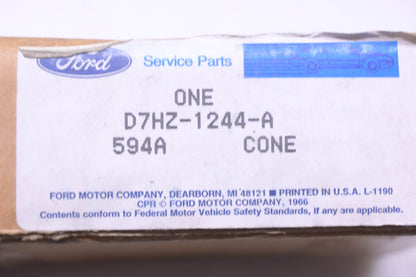 Ford
Service Parts
ONE
D7HZ-1244-A
594A CONE
FORD MOTOR COMPANY, DEARBORN, MI 48121 ■ PRINTED IN U.S.A. L-1190
CPR © FORD MOTOR COMPANY, 1966
Contents conform to Federal Motor Vehicle Safety Standards, if any are applicable.